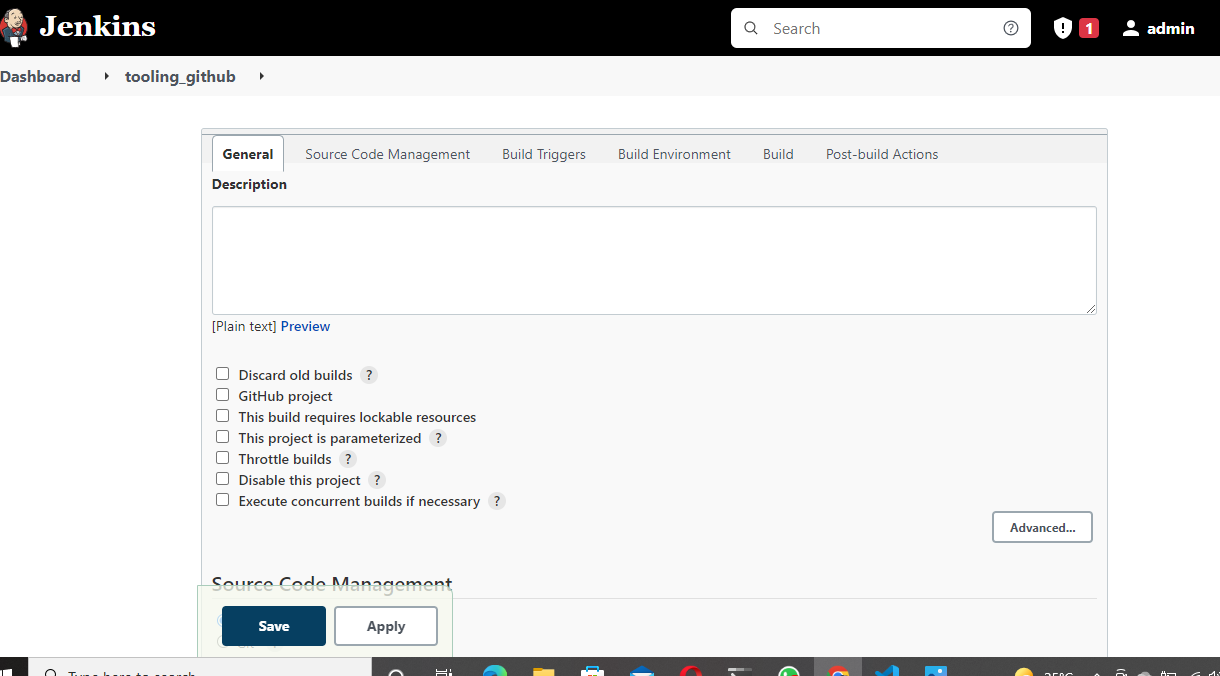 Jenkins
Search
1
admin
Dashboard
tooling_github
General
Source Code Management
Build Triggers
Build Environment
Build
Post-build Actions
Description
[Plain text] Preview
Discard old builds ?
GitHub project
This build requires lockable resources
This project is parameterized ?
Throttle builds ?
Disable this project ?
Execute concurrent builds if necessary ?
Advanced...
Source Code Management
Save
Apply
Type here to search